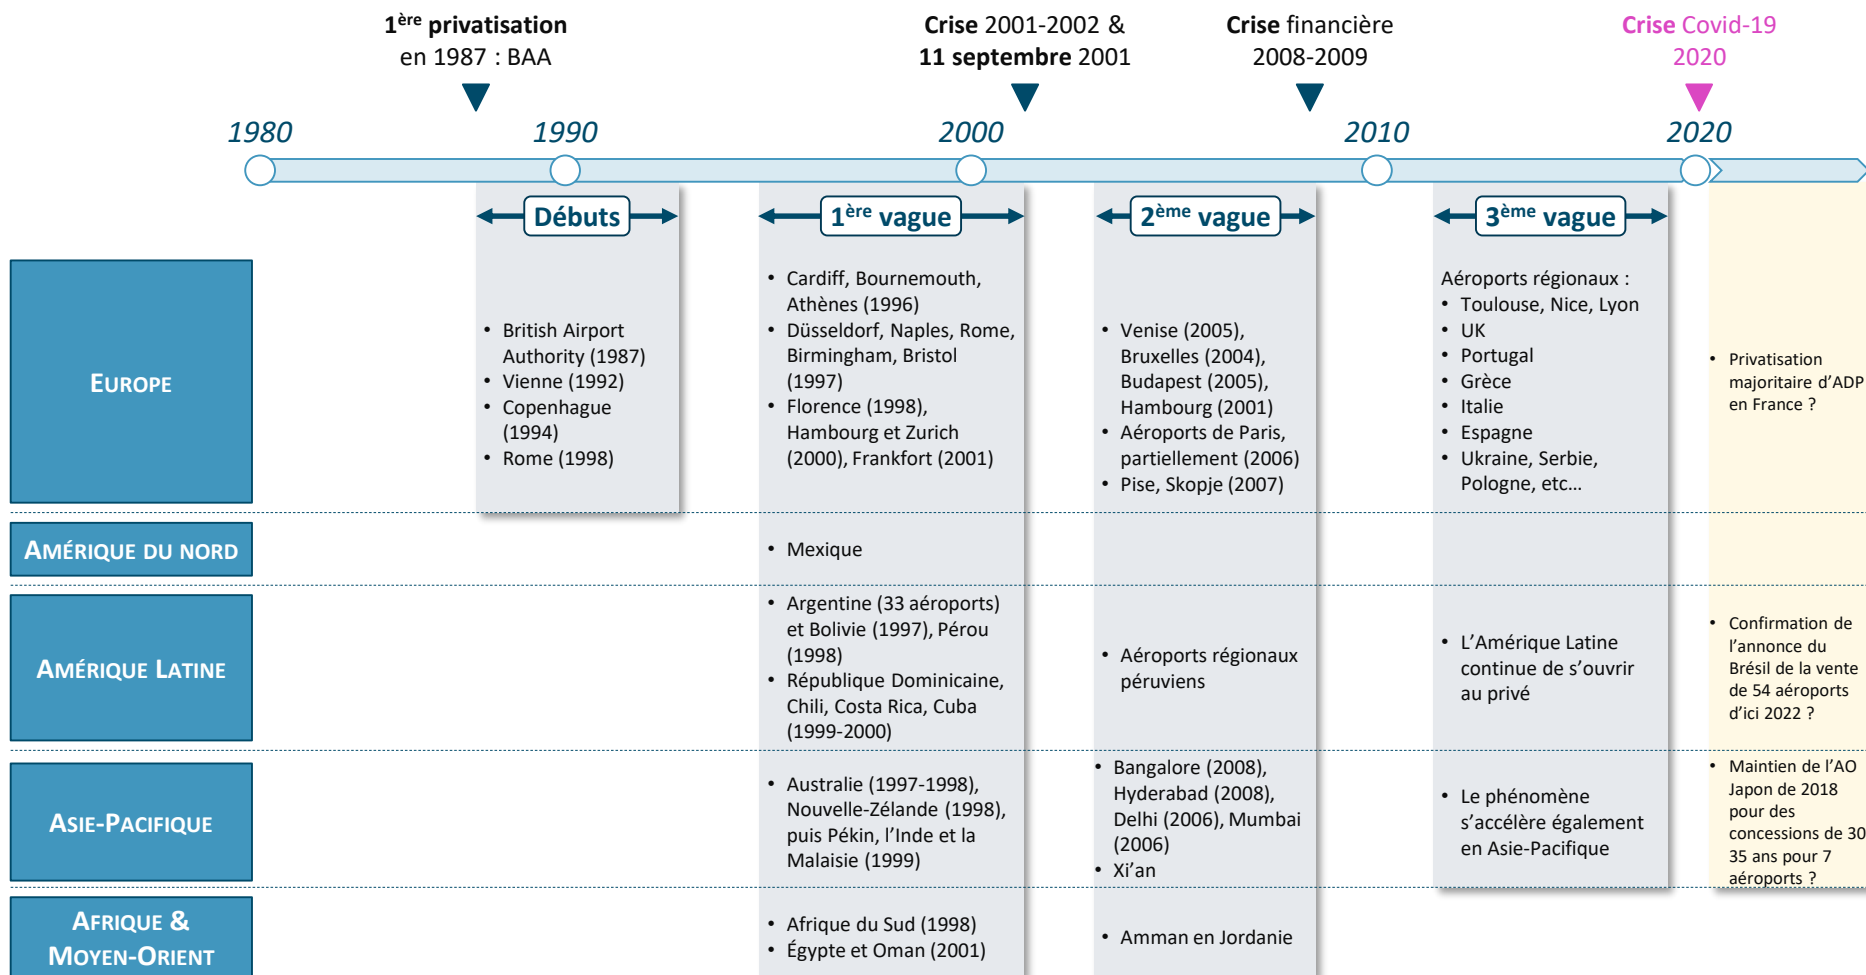 1ère privatisation
en 1987 : BAA
Crise 2001-2002 &
11 septembre 2001
Crise financière
2008-2009
Crise Covid-19
2020
1980
1990
2000
2010
2020
Débuts
1ère vague
2ème vague
3ème vague
EUROPE
• British Airport
Authority (1987)
• Vienne (1992)
• Copenhague
(1994)
• Rome (1998)
• Cardiff, Bournemouth,
Athènes (1996)
• Düsseldorf, Naples, Rome,
Birmingham, Bristol
(1997)
• Florence (1998),
Hambourg et Zurich
(2000), Frankfort (2001)
• Venise (2005),
Bruxelles (2004),
Budapest (2005),
Hambourg (2001)
• Aéroports de Paris,
partiellement (2006)
• Pise, Skopje (2007)
Aéroports régionaux :
• Toulouse, Nice, Lyon
• UK
• Portugal
• Grèce
• Italie
• Espagne
• Ukraine, Serbie,
Pologne, etc...
• Privatisation
majoritaire d'ADP
en France ?
AMÉRIQUE DU NORD
• Mexique
AMÉRIQUE LATINE
• Argentine (33 aéroports)
et Bolivie (1997), Pérou
(1998)
• République Dominicaine,
Chili, Costa Rica, Cuba
(1999-2000)
• Aéroports régionaux
péruviens
• L'Amérique Latine
continue de s'ouvrir
au privé
• Confirmation de
l'annonce du
Brésil de la vente
de 54 aéroports
d'ici 2022 ?
ASIE-PACIFIQUE
• Australie (1997-1998),
Nouvelle-Zélande (1998),
puis Pékin, l'Inde et la
Malaisie (1999)
• Bangalore (2008),
Hyderabad (2008),
Delhi (2006), Mumbai
(2006)
• Xi'an
• Le phénomène
s'accélère également
en Asie-Pacifique
• Maintien de l'AO
Japon de 2018
pour des
concessions de 30
35 ans pour 7
aéroports ?
AFRIQUE &
MOYEN-ORIENT
• Afrique du Sud (1998)
• Égypte et Oman (2001)
• Amman en Jordanie